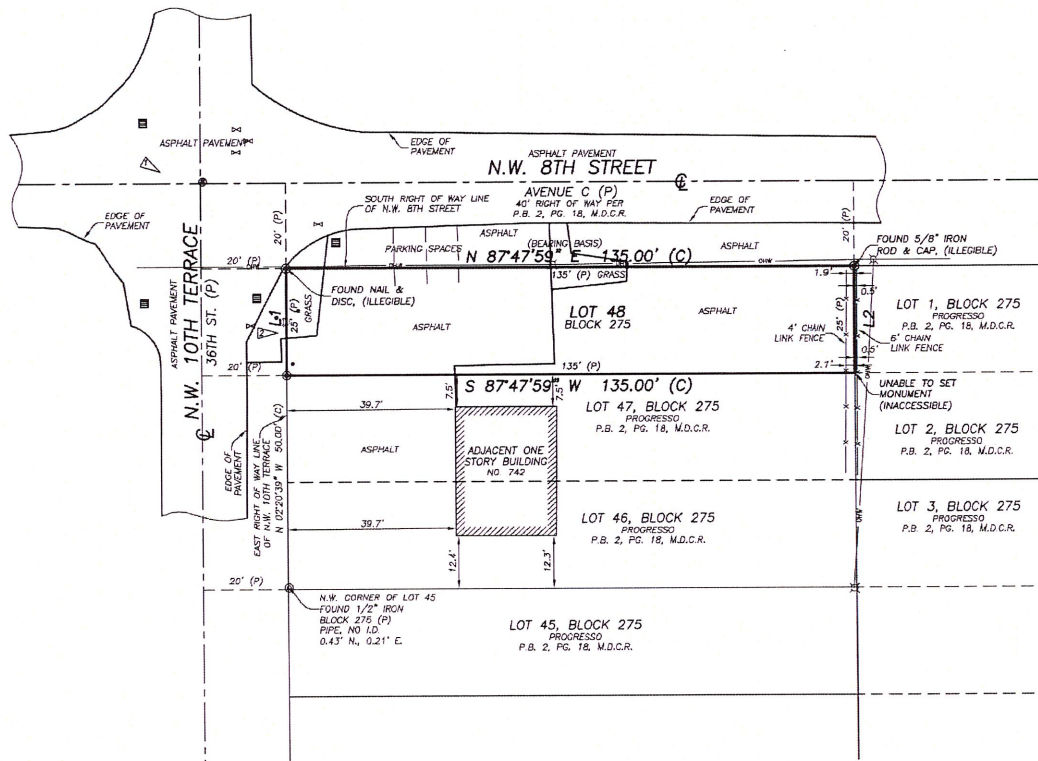 EDGE OF
PAVEMENT
ASPHALT PAVEMENT
ASPHALT PAVEMENT
N.W. 8TH STREET
AVENUE C (P)
40' RIGHT OF WAY PER
P.B. 2, PG. 18, M.D.C.R.
EDGE OF
PAVEMENT
EDGE OF
PAVEMENT
SOUTH RIGHT OF WAY LINE
OF N.W. 8TH STREET
20' (P)
20' (P)
FOUND 5/8" IRON
ROD & CAP, (ILLEGIBLE)
PARKING SPACES
ASPHALT
(BEARING BASIS)
ASPHALT
N 87°47'59" E 135.00' (C)
20' (P)
OHW
OHW
OHW
135' (P)
GRASS
1.9'
0.5'
FOUND NAIL &
DISC, (ILLEGIBLE)
L1
25' (P)
GRASS
ASPHALT
LOT 48
BLOCK 275
ASPHALT
4' CHAIN
LINK FENCE
25' (P)
L2
6' CHAIN
LINK FENCE
LOT 1, BLOCK 275
PROGRESSO
P.B. 2, PG. 18, M.D.C.R.
ASPHALT PAVEMENT
N.W. 10TH TERRACE
36TH ST. (P)
1
2
20' (P)
135' (P)
0.5'
2.7'
OHW
S 87°47'59" W 135.00' (C)
7.5'
7.5'
UNABLE TO SET
MONUMENT
(INACCESSIBLE)
39.7'
LOT 47, BLOCK 275
PROGRESSO
P.B. 2, PG. 18, M.D.C.R.
LOT 2, BLOCK 275
PROGRESSO
P.B. 2, PG. 18, M.D.C.R.
ASPHALT
ADJACENT ONE
STORY BUILDING
NO. 742
EDGE OF
PAVEMENT
EAST RIGHT OF WAY LINE
OF N.W. 10TH TERRACE
N 02°20'39" W 50.00' (C)
39.7'
LOT 46, BLOCK 275
PROGRESSO
P.B. 2, PG. 18, M.D.C.R.
OHW
LOT 3, BLOCK 275
PROGRESSO
P.B. 2, PG. 18, M.D.C.R.
12.4'
12.3'
20' (P)
N.W. CORNER OF LOT 45
FOUND 1/2" IRON
BLOCK 276 (P)
PIPE, NO I.D.
0.43' N., 0.21' E.
LOT 45, BLOCK 275
PROGRESSO
P.B. 2, PG. 18, M.D.C.R.